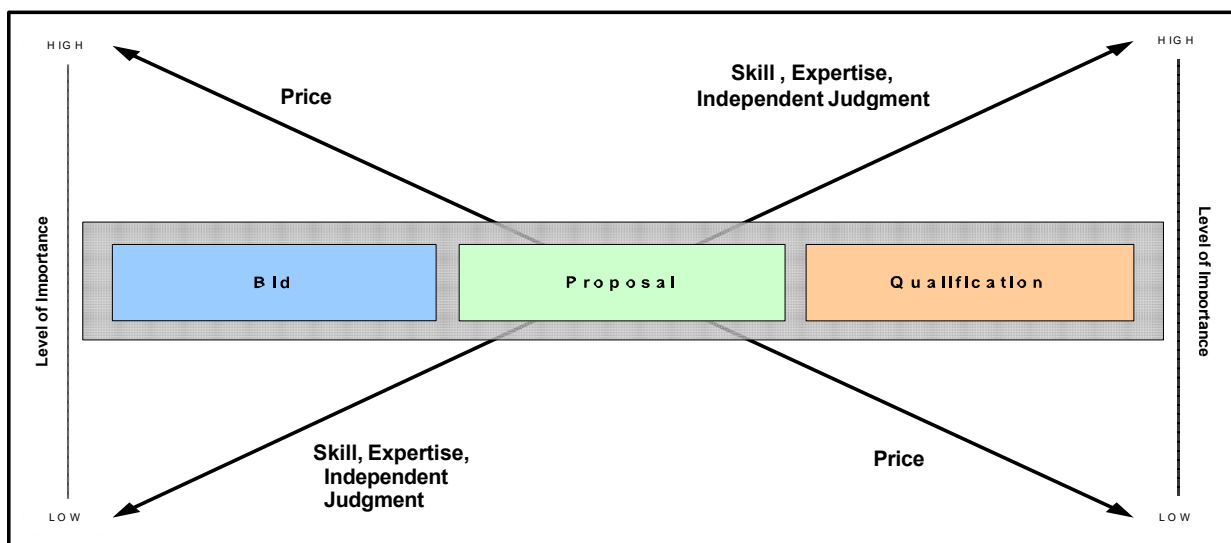 HIGH
HIGH
Price
Skill , Expertise,
Independent Judgment
Level of Importance
Bid
Proposal
Qualification
Level of Importance
Skill, Expertise,
Independent
Judgment
Price
LOW
LOW